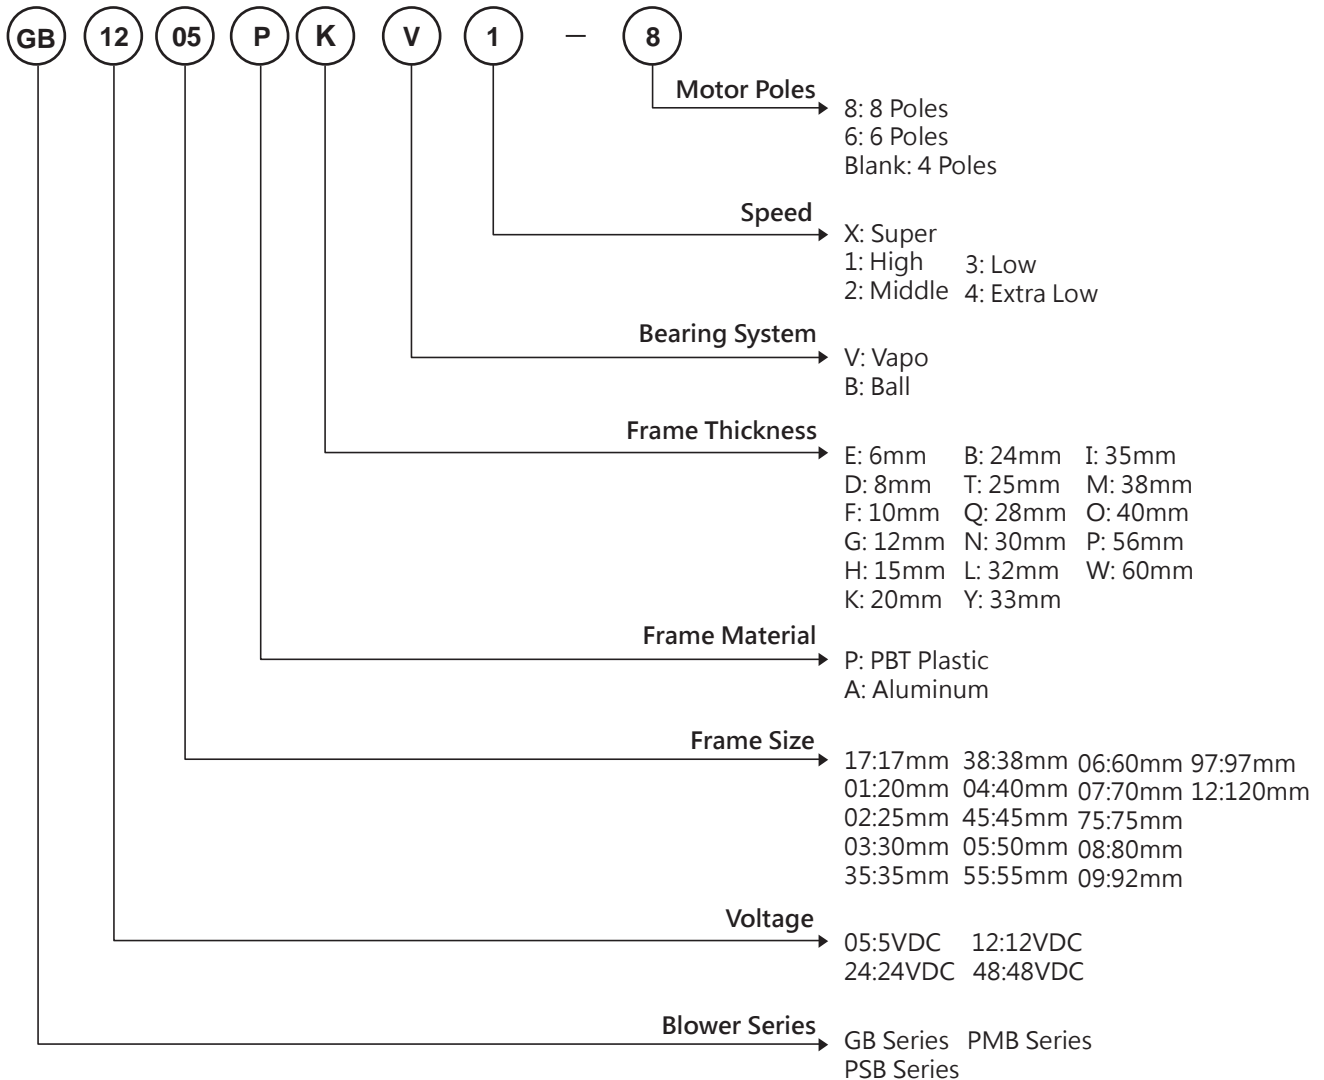 GB 12 05 P K V 1 – 8
Motor Poles
8: 8 Poles
6: 6 Poles
Blank: 4 Poles
Speed
X: Super
1: High 3: Low
2: Middle 4: Extra Low
Bearing System
V: Vapo
B: Ball
Frame Thickness
E: 6mm B: 24mm I: 35mm
D: 8mm T: 25mm M: 38mm
F: 10mm Q: 28mm O: 40mm
G: 12mm N: 30mm P: 56mm
H: 15mm L: 32mm W: 60mm
K: 20mm Y: 33mm
Frame Material
P: PBT Plastic
A: Aluminum
Frame Size
17:17mm 38:38mm 06:60mm 97:97mm
01:20mm 04:40mm 07:70mm 12:120mm
02:25mm 45:45mm 75:75mm
03:30mm 05:50mm 08:80mm
35:35mm 55:55mm 09:92mm
Voltage
05:5VDC 12:12VDC
24:24VDC 48:48VDC
Blower Series
GB Series PMB Series
PSB Series